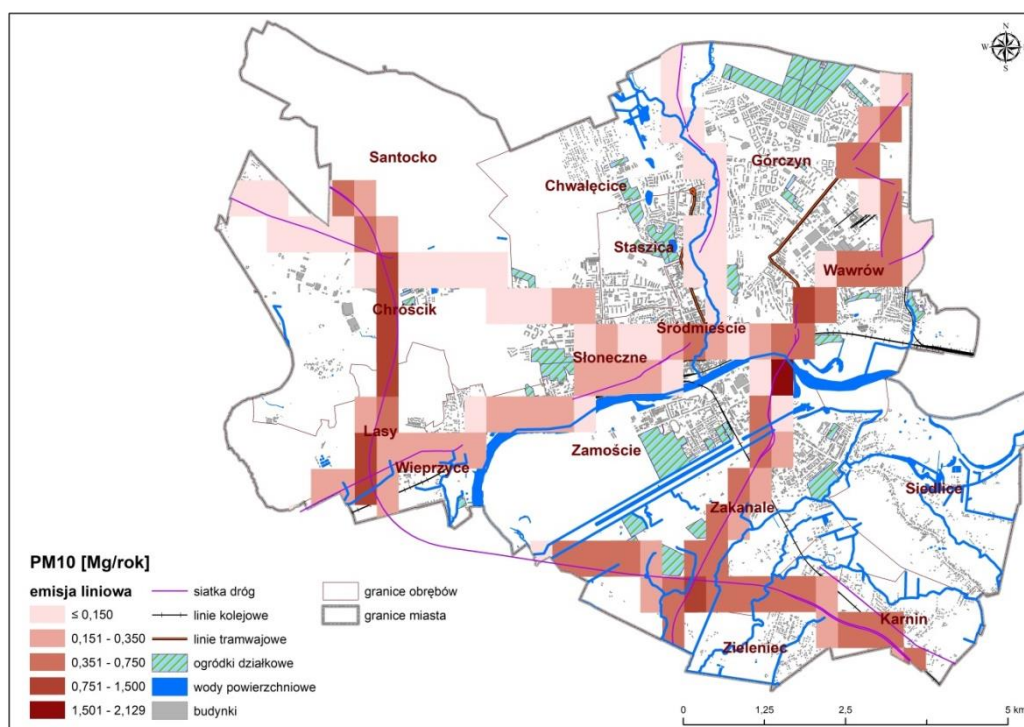 N
W E
S
Santocko
Górczyn
Chwalęcice
Staszica
Wawrów
Chróścik
Śródmieście
Słoneczne
Lasy
Zamoście
Wieprzyce
Siedlice
Zakanale
Karnin
Zieleniec
PM10 [Mg/rok]
emisja liniowa
≤ 0,150
0,151 - 0,350
0,351 - 0,750
0,751 - 1,500
1,501 - 2,129
siatka dróg
linie kolejowe
linie tramwajowe
ogródki działkowe
wody powierzchniowe
budynki
granice obrębów
granice miasta
0 1,25 2,5 5 km